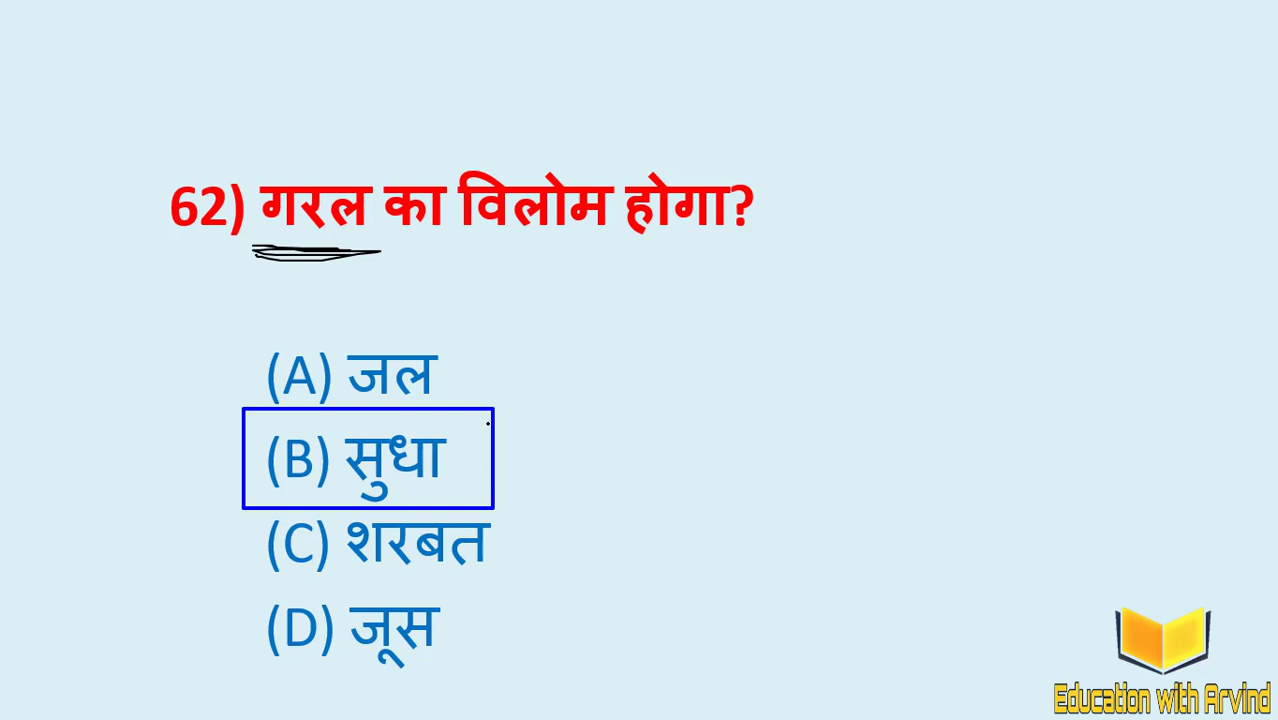 62) गरल का विलोम होगा?
(A) जल
(B) सुधा
(C) शरबत
(D) जूस
Education with Arvind